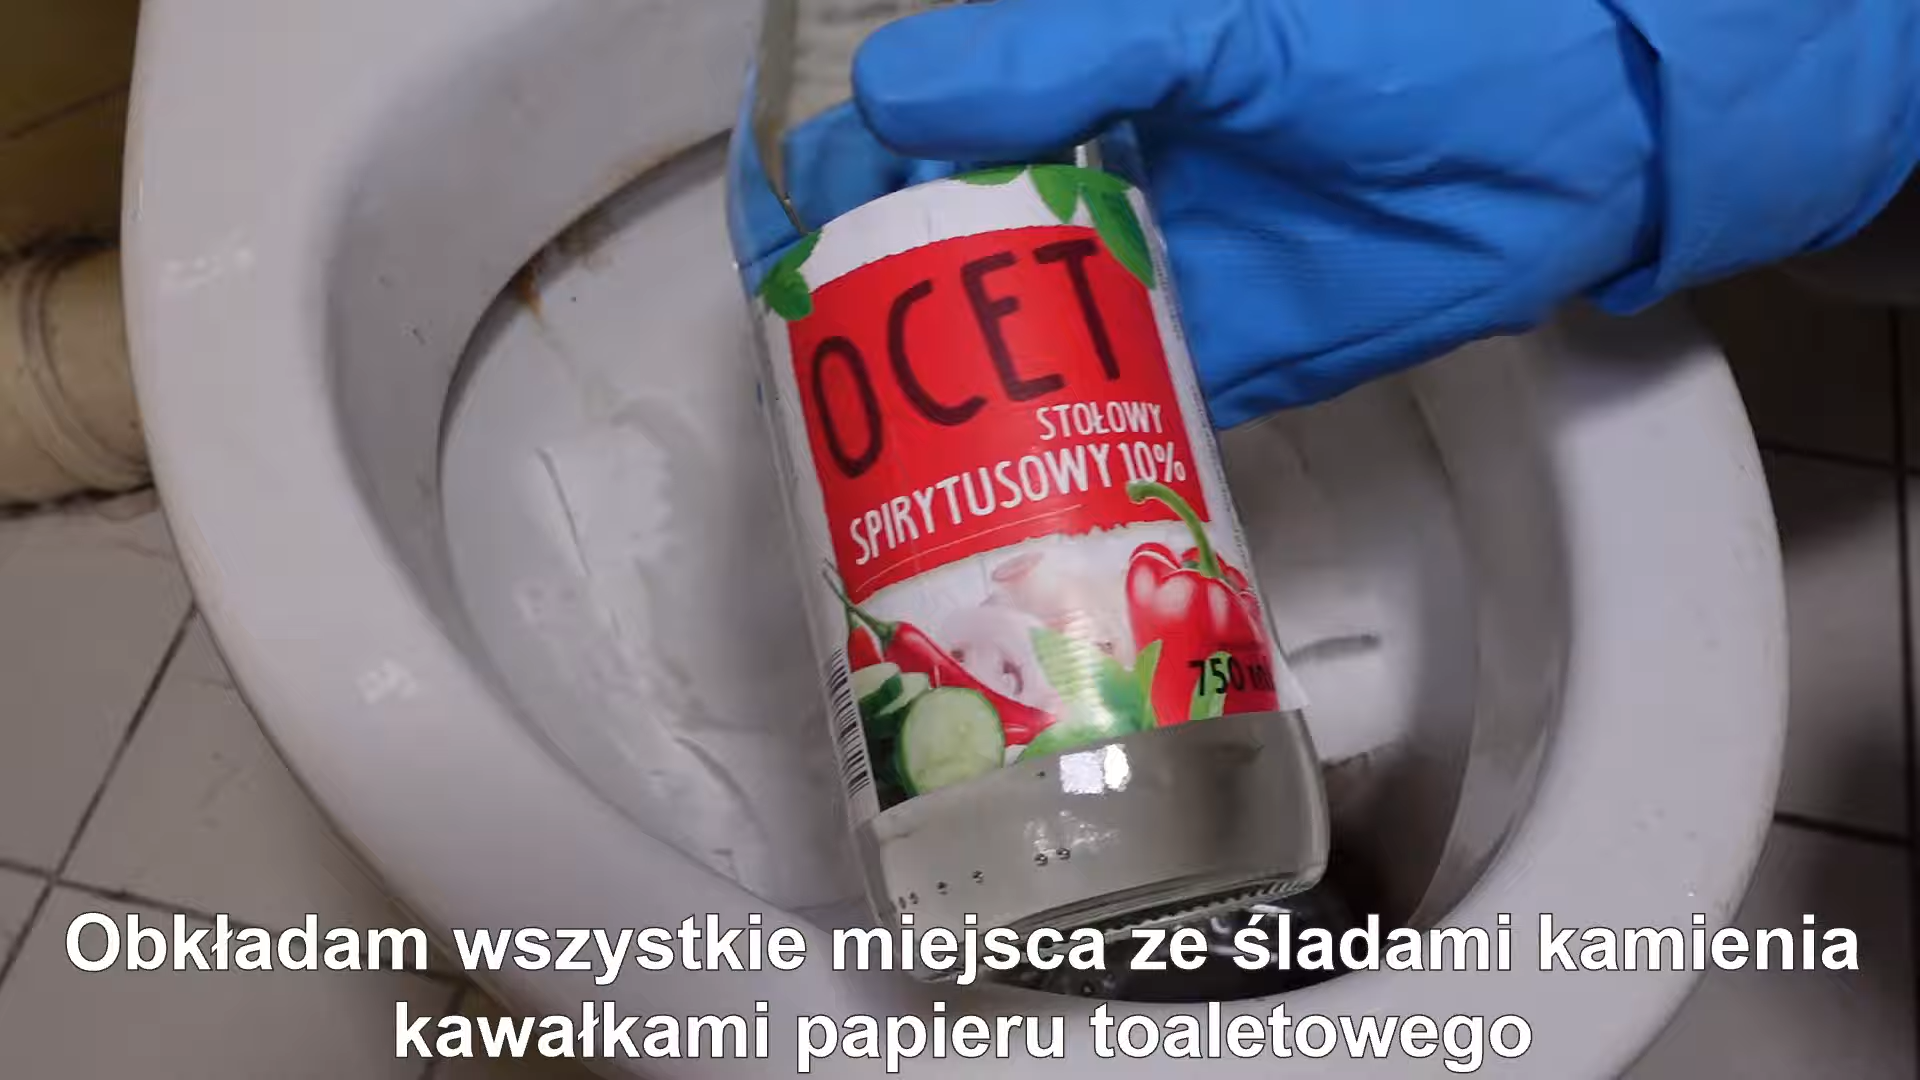 OCET
STOŁOWY
SPIRYTUSOWY 10%
750 ml
Obkładam wszystkie miejsca ze śladami kamienia
kawałkami papieru toaletowego